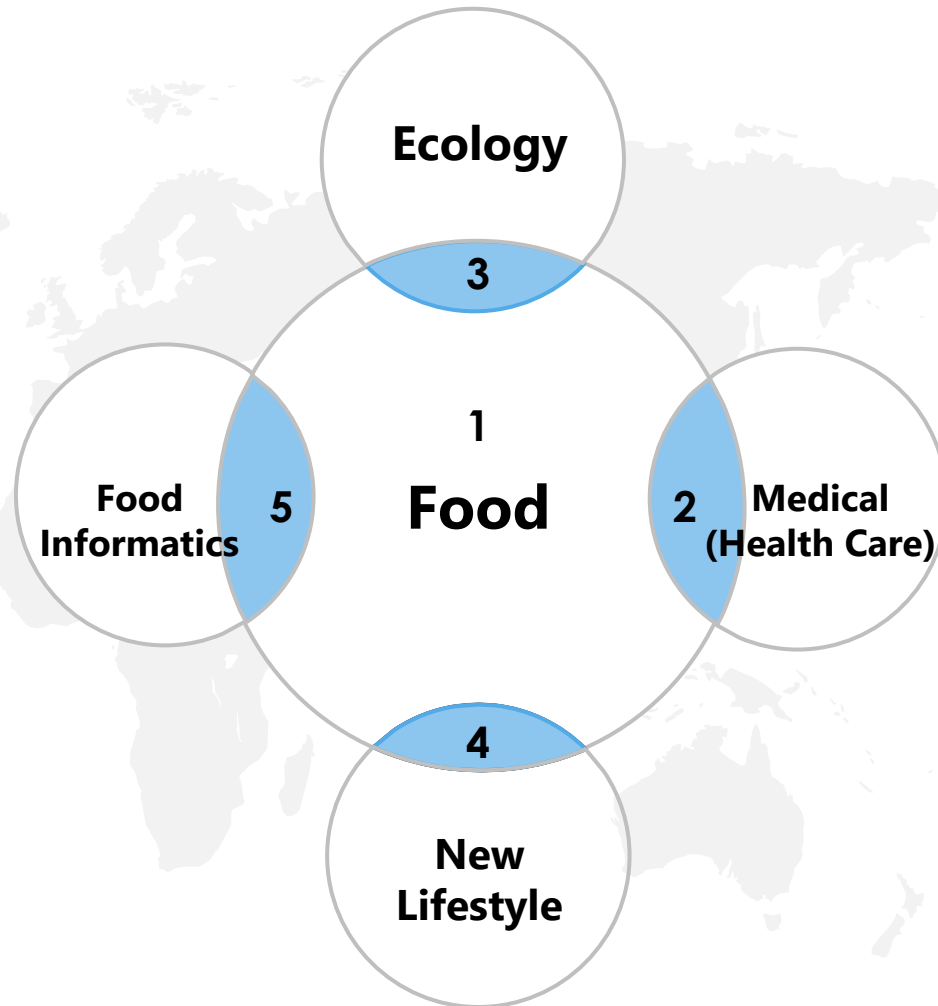 Ecology
3
1
Food
Food
Informatics
5
2
Medical
(Health Care)
4
New
Lifestyle